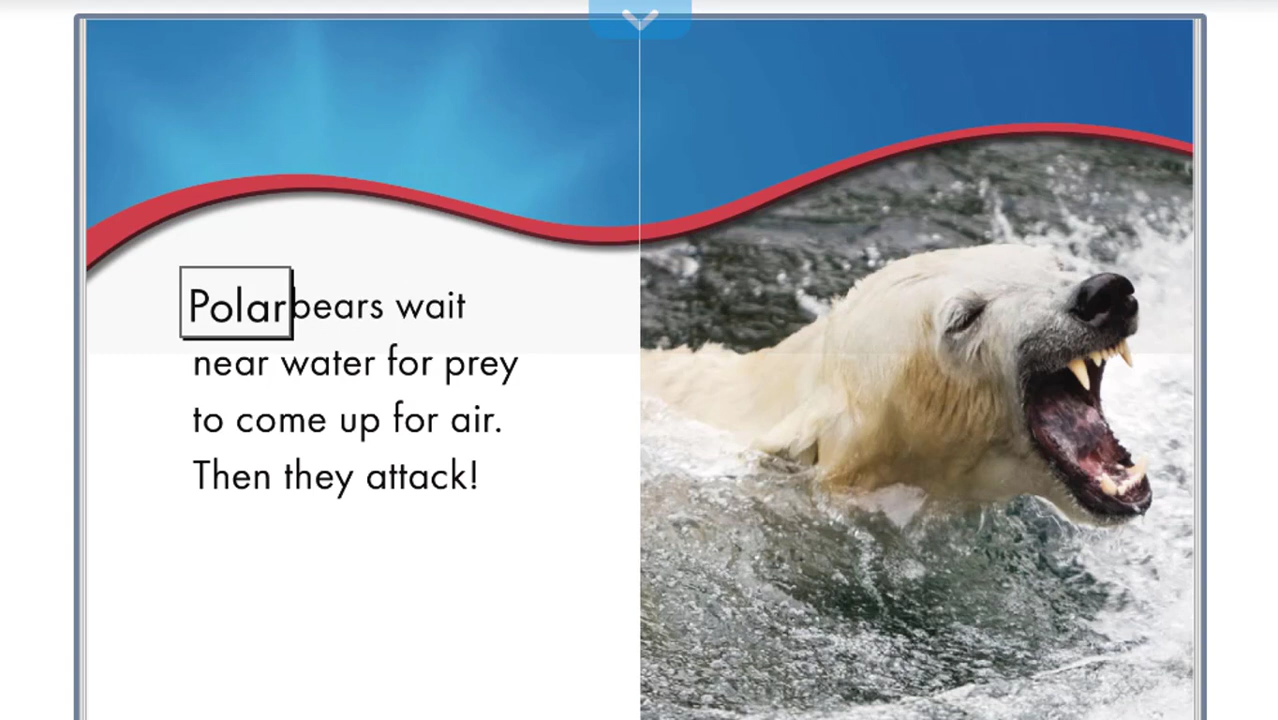 Polar bears wait
near water for prey
to come up for air.
Then they attack!